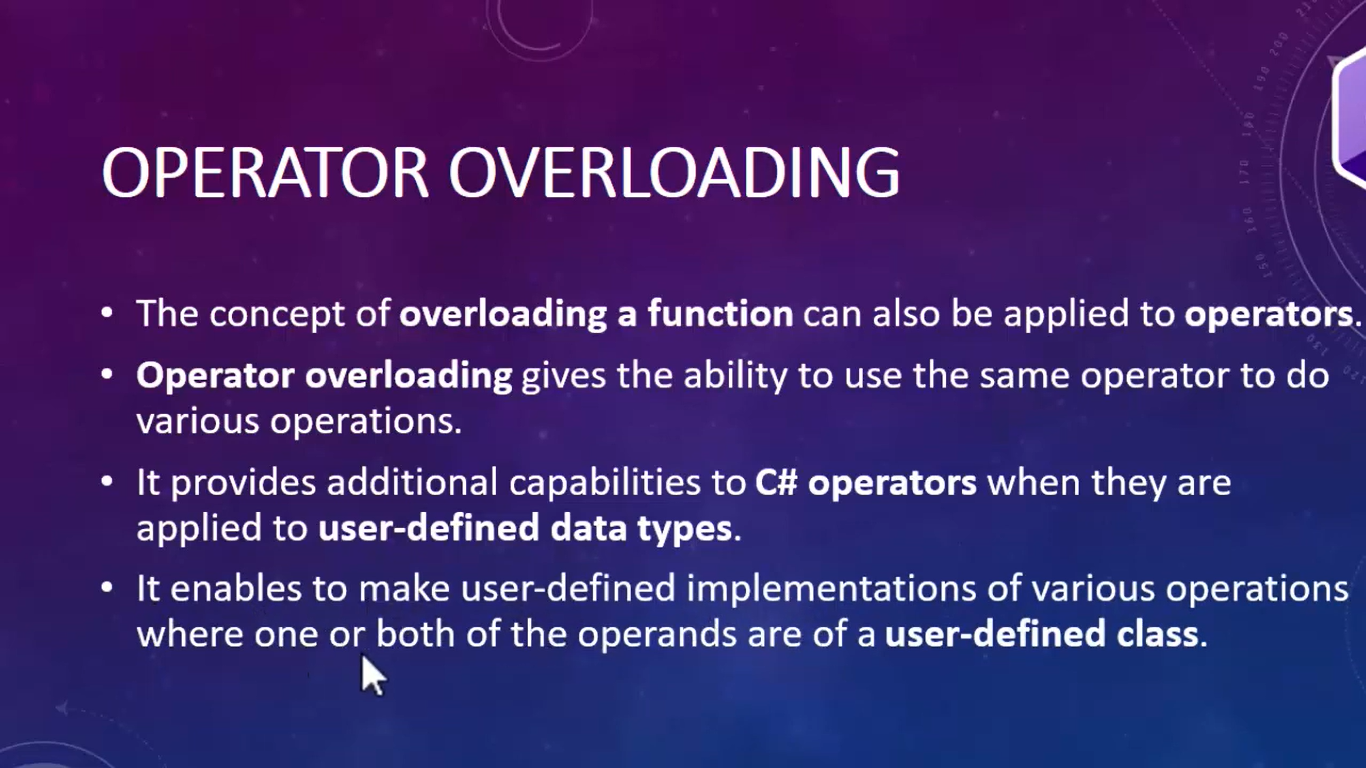 OPERATOR OVERLOADING
• The concept of overloading a function can also be applied to operators.
• Operator overloading gives the ability to use the same operator to do
various operations.
• It provides additional capabilities to C# operators when they are
applied to user-defined data types.
• It enables to make user-defined implementations of various operations
where one or both of the operands are of a user-defined class.